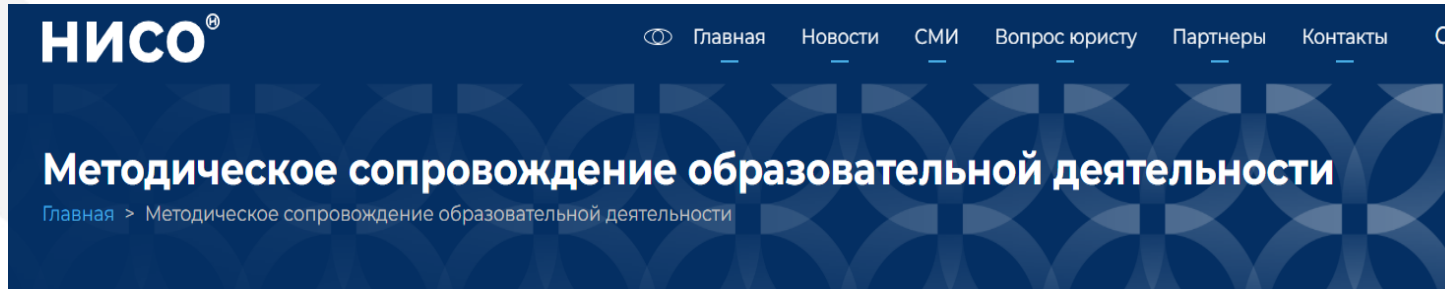 НИСО®
Главная Новости СМИ Вопрос юристу Партнеры Контакты
Методическое сопровождение образовательной деятельности
Главная > Методическое сопровождение образовательной деятельности